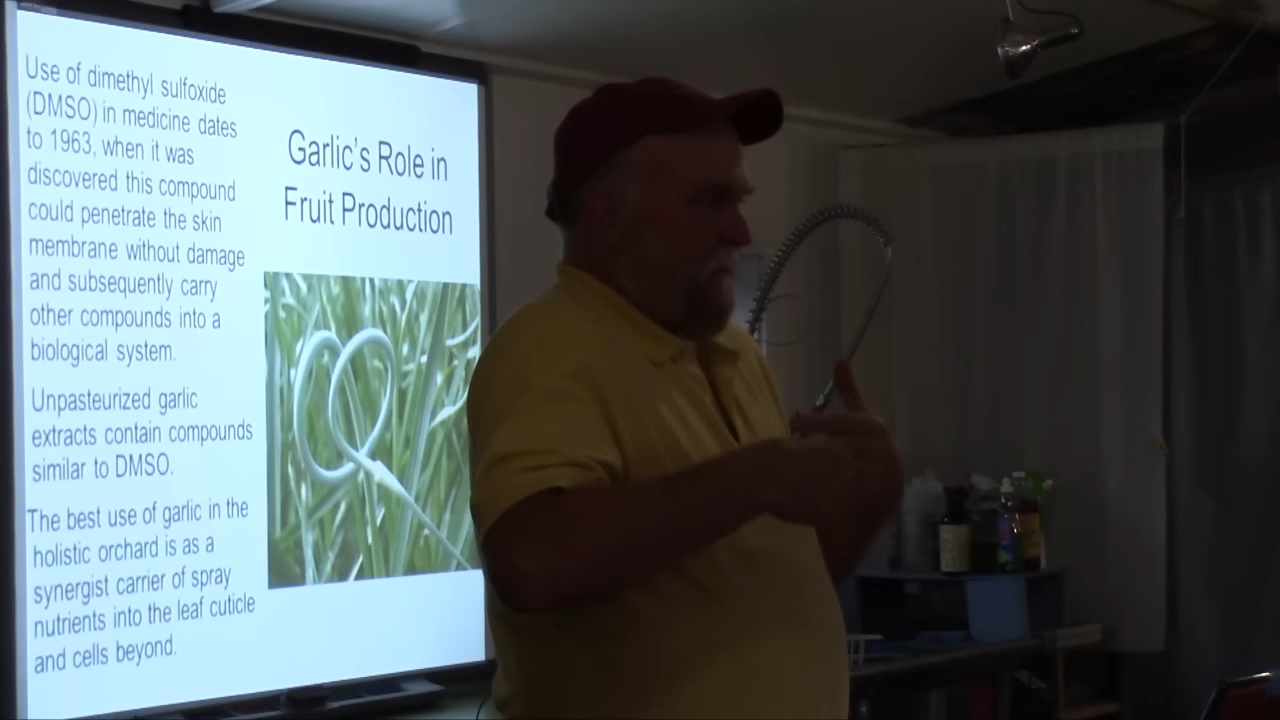 Use of dimethyl sulfoxide
(DMSO) in medicine dates
to 1963, when it was
discovered this compound
could penetrate the skin
membrane without damage
and subsequently carry
other compounds into a
biological system.
Unpasteurized garlic
extracts contain compounds
similar to DMSO.
The best use of garlic in the
holistic orchard is as a
synergist carrier of spray
nutrients into the leaf cuticle
and cells beyond.
Garlic's Role in
Fruit Production